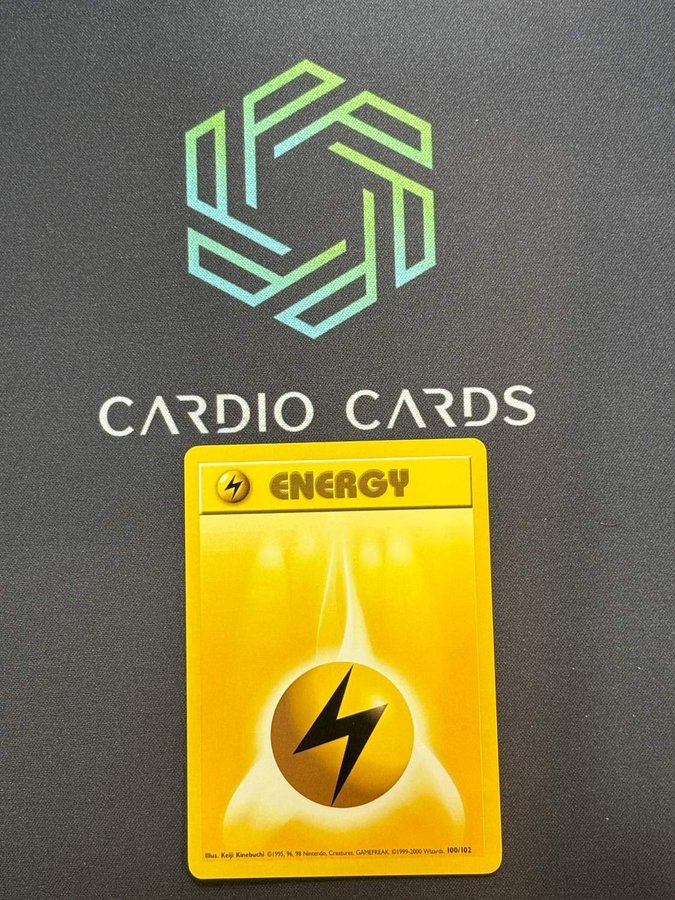 CARDIO CARDS
ENERGY
Illus. Keiji Kinebuchi ©1995, 96, 98 Nintendo, Creatures, GAMEFREAK. ©1999-2000 Wizards. 100/102